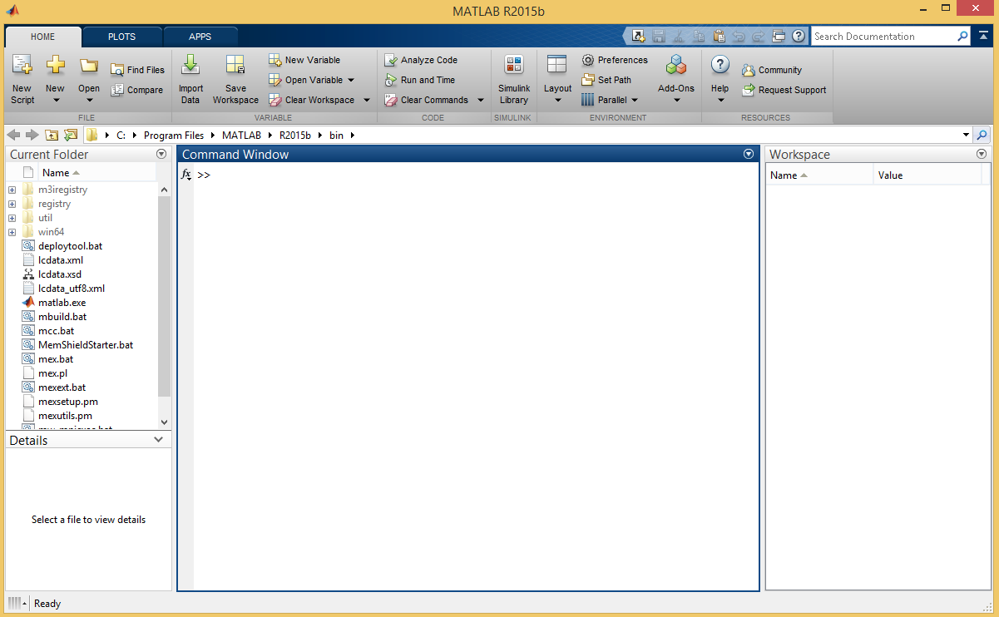 MATLAB R2015b
HOME PLOTS APPS
Search Documentation
New Script
New
Open
Find Files
Compare
FILE
Import Data
Save Workspace
New Variable
Open Variable
Clear Workspace
VARIABLE
Analyze Code
Run and Time
Clear Commands
CODE
Simulink Library
SIMULINK
Layout
Preferences
Set Path
Parallel
Add-Ons
ENVIRONMENT
Help
Community
Request Support
RESOURCES
C: Program Files MATLAB R2015b bin
Current Folder
Name
m3iregistry
registry
util
win64
deploytool.bat
lcdata.xml
lcdata.xsd
lcdata_utf8.xml
matlab.exe
mbuild.bat
mcc.bat
MemShieldStarter.bat
mex.bat
mex.pl
mexext.bat
mexsetup.pm
mexutils.pm
Details
Select a file to view details
Command Window
fx >>
Workspace
Name Value
Ready